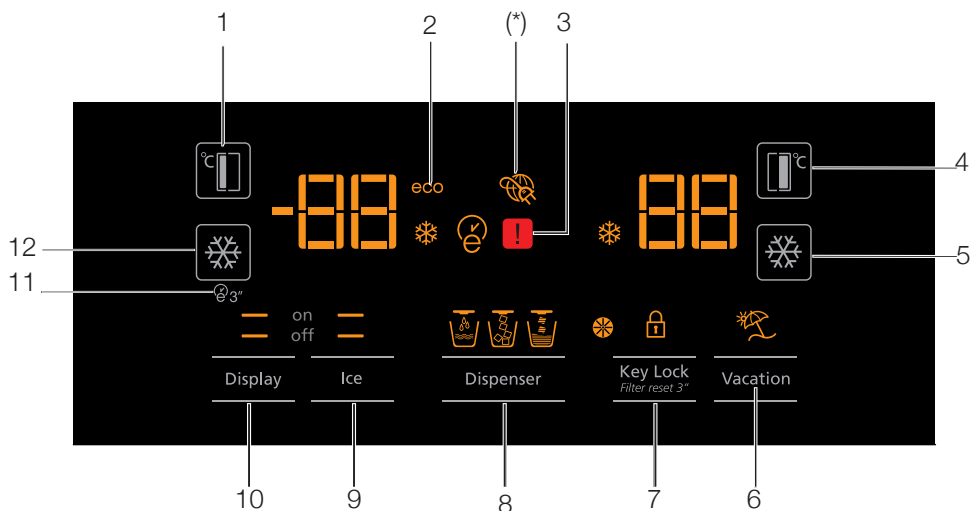 1
2
(*)
3
°C
-88
eco
88
°C
4
!
12
5
11
e 3"
e
on
off
Display
Ice
Dispenser
Key Lock
Filter reset 3"
Vacation
10
9
8
7
6